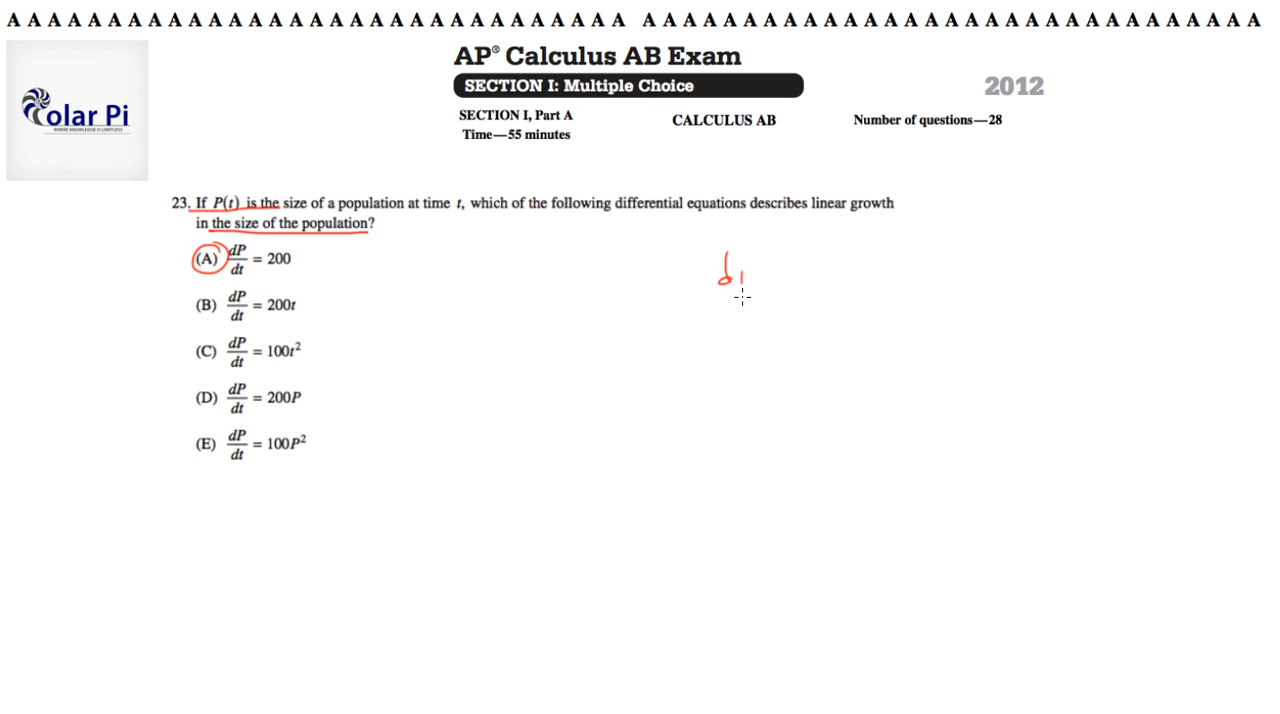 A A A A A A A A A A A A A A A A A A A A A A A A A A A A A A A A A A A A A A A A A A A A A A A A A A A A A A A A A A A A
Colar Pi
WHERE KNOWLEDGE IS LIMITLESS
AP® Calculus AB Exam
SECTION I: Multiple Choice
2012
SECTION I, Part A
Time—55 minutes
CALCULUS AB
Number of questions—28
23. If P(t) is the size of a population at time t, which of the following differential equations describes linear growth
in the size of the population?
(A) dP/dt = 200
(B) dP/dt = 200t
(C) dP/dt = 100t²
(D) dP/dt = 200P
(E) dP/dt = 100P²